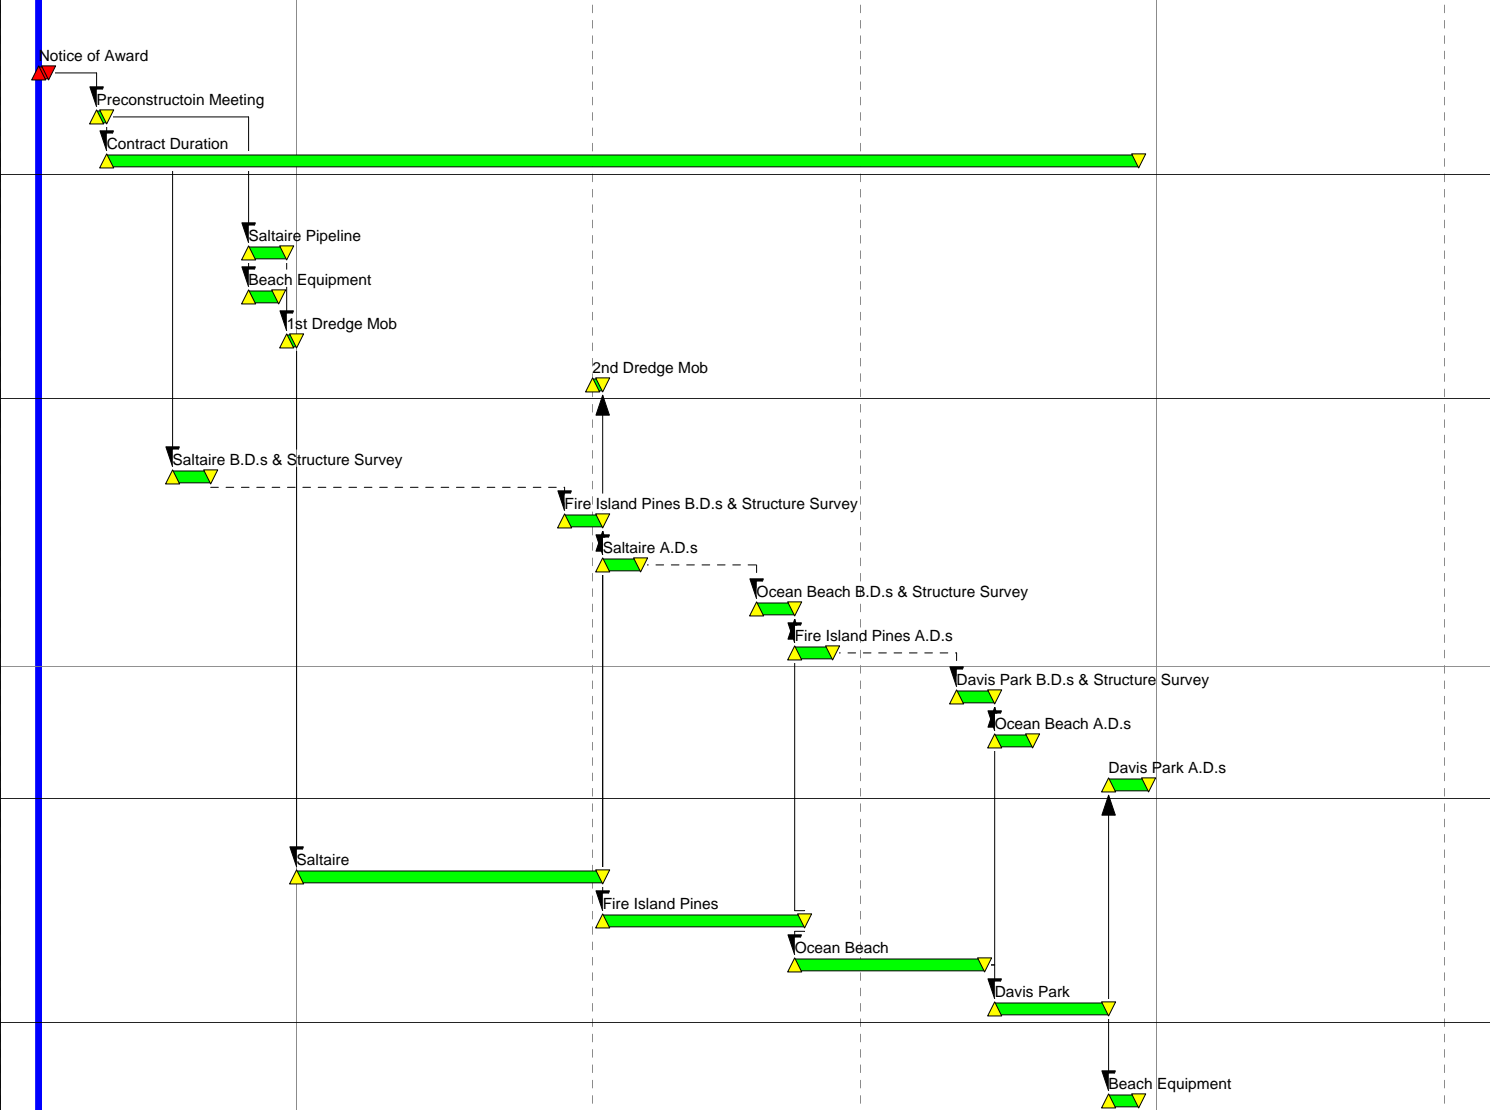 Notice of Award
Preconstructoin Meeting
Contract Duration
Saltaire Pipeline
Beach Equipment
1st Dredge Mob
2nd Dredge Mob
Saltaire B.D.s & Structure Survey
Fire Island Pines B.D.s & Structure Survey
Saltaire A.D.s
Ocean Beach B.D.s & Structure Survey
Fire Island Pines A.D.s
Davis Park B.D.s & Structure Survey
Ocean Beach A.D.s
Davis Park A.D.s
Saltaire
Fire Island Pines
Ocean Beach
Davis Park
Beach Equipment